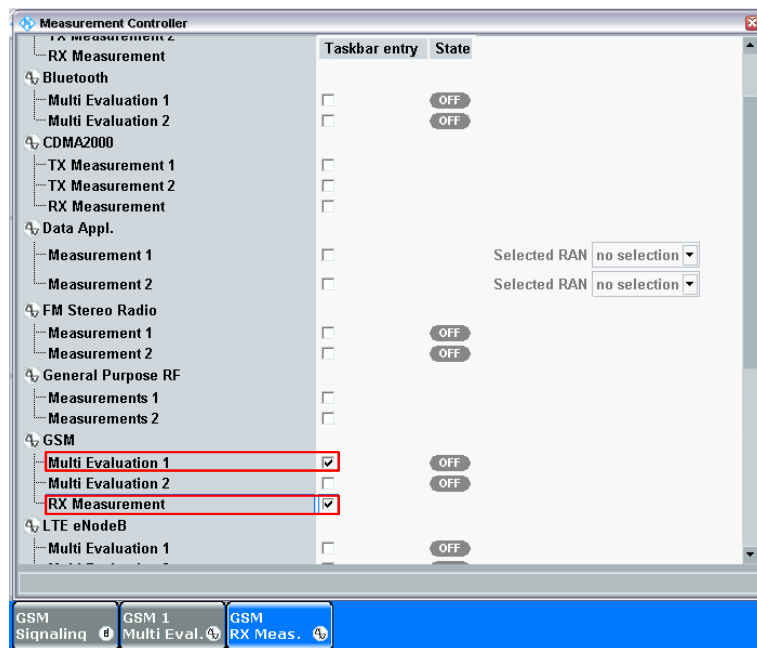 Measurement Controller
TX Measurement 2
RX Measurement
Taskbar entry State
Bluetooth
Multi Evaluation 1 OFF
Multi Evaluation 2 OFF
CDMA2000
TX Measurement 1
TX Measurement 2
RX Measurement
Data Appl.
Measurement 1 Selected RAN no selection
Measurement 2 Selected RAN no selection
FM Stereo Radio
Measurement 1 OFF
Measurement 2 OFF
General Purpose RF
Measurements 1
Measurements 2
GSM
Multi Evaluation 1 OFF
Multi Evaluation 2 OFF
RX Measurement
LTE eNodeB
Multi Evaluation 1 OFF
GSM GSM 1 GSM
Signaling Multi Eval. RX Meas.